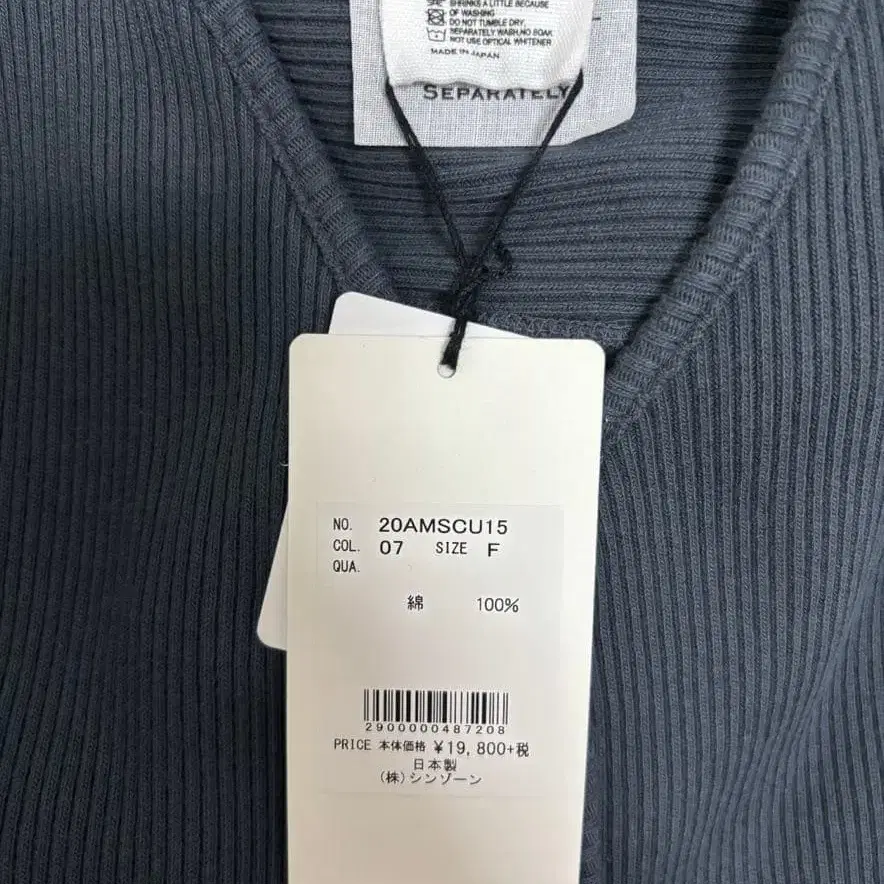 SHRINKS A LITTLE BECAUSE
OF WASHING
DO NOT TUMBLE DRY,
SEPARATELY WASH.NO SOAK
NOT USE OPTICAL WHITENER
MADE IN JAPAN
SEPARATELY
NO. 20AMSCU15
COL. 07 SIZE F
QUA.
綿 100%
2900000487208
PRICE 本体価格 ¥19,800+税
日本製
(株)シンゾーン